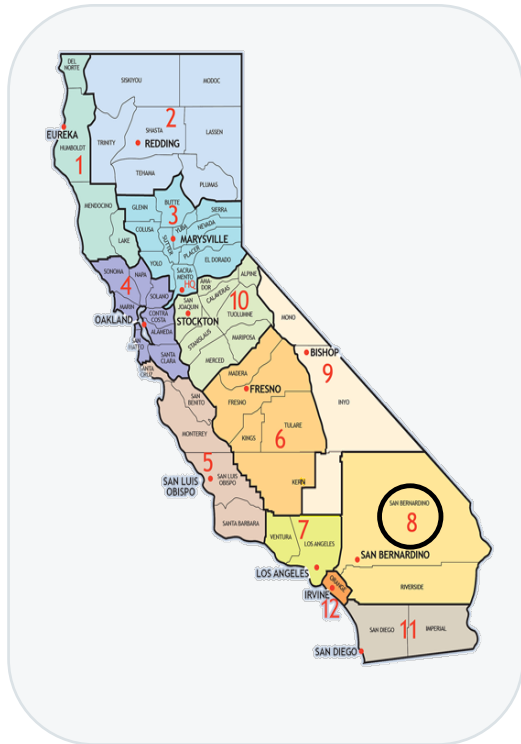 DEL
NORTE
SISKIYOU
MODOC
2
SHASTA
EUREKA
TRINITY
REDDING
LASSEN
HUMBOLDT
1
TEHAMA
PLUMAS
MENDOCINO
GLENN
BUTTE
SIERRA
3
COLUSA
YUBA
NEVADA
SUTTER
MARYSVILLE
PLACER
LAKE
YOLO
EL DORADO
SONOMA
NAPA
SACRA-
MENTO
HQ
AMA-
DOR
ALPINE
4
SOLANO
CALAVERAS
10
MARIN
SAN
JOAQUIN
TUOLUMNE
OAKLAND
CONTRA
COSTA
STOCKTON
MONO
ALAMEDA
STANISLAUS
MARIPOSA
SAN
MATEO
SANTA
CLARA
MERCED
BISHOP
SANTA
CRUZ
MADERA
9
SAN
BENITO
FRESNO
FRESNO
INYO
MONTEREY
TULARE
KINGS
6
5
SAN LUIS
OBISPO
SAN LUIS
OBISPO
KERN
SANTA BARBARA
SAN BERNARDINO
8
7
VENTURA
LOS ANGELES
SAN BERNARDINO
LOS ANGELES
ORANGE
RIVERSIDE
IRVINE
12
SAN DIEGO
11
IMPERIAL
SAN DIEGO